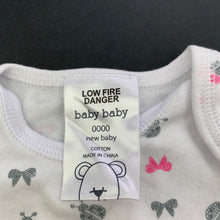 LOW FIRE
DANGER
baby baby
0000
new baby
COTTON
MADE IN CHINA